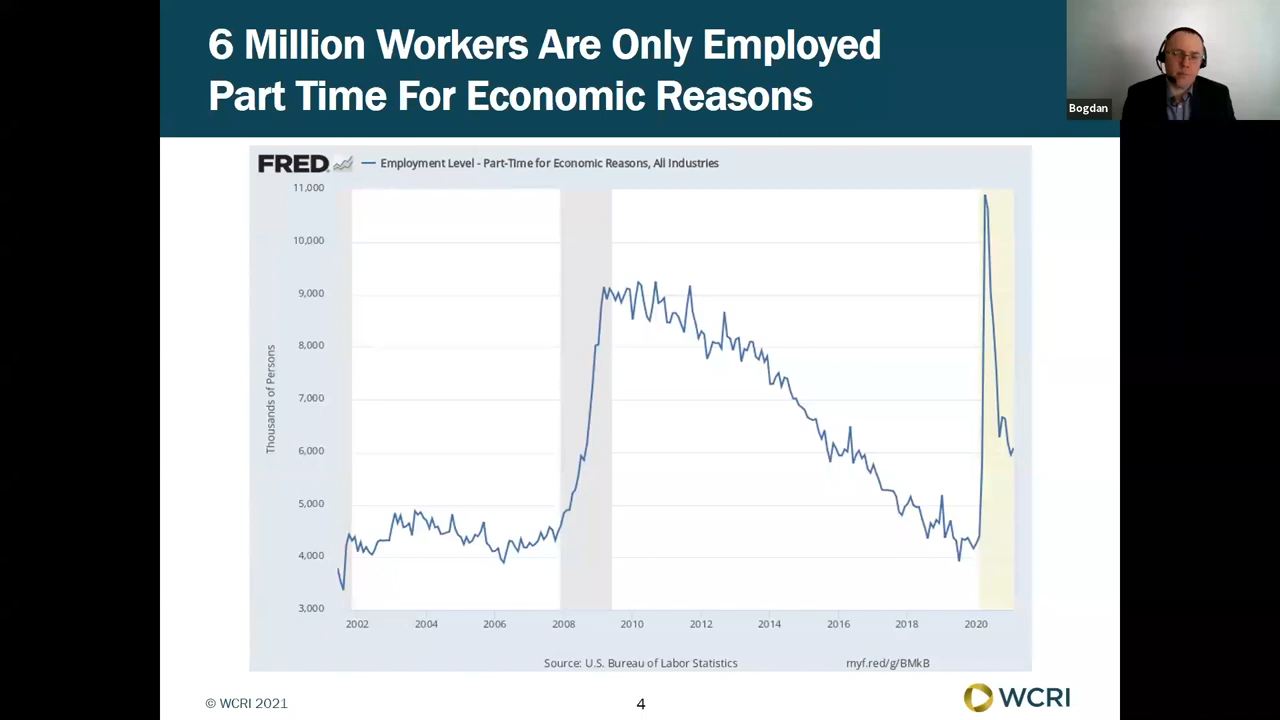 6 Million Workers Are Only Employed
Part Time For Economic Reasons
Bogdan
FRED
Employment Level - Part-Time for Economic Reasons, All Industries
11,000
10,000
9,000
8,000
7,000
6,000
5,000
4,000
3,000
Thousands of Persons
2002 2004 2006 2008 2010 2012 2014 2016 2018 2020
Source: U.S. Bureau of Labor Statistics myf.red/g/BMkB
© WCRI 2021
4
WCRI